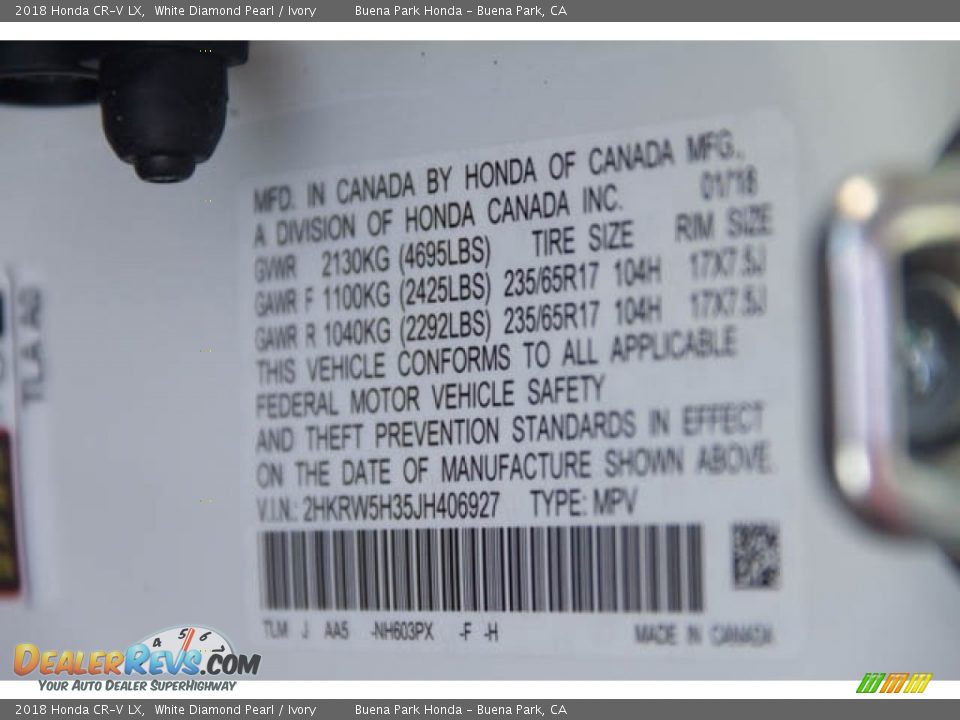 2018 Honda CR-V LX, White Diamond Pearl / Ivory Buena Park Honda - Buena Park, CA
MFD. IN CANADA BY HONDA OF CANADA MFG.,
A DIVISION OF HONDA CANADA INC. 01/18
GVWR 2130KG (4695LBS) TIRE SIZE RIM SIZE
GAWR F 1100KG (2425LBS) 235/65R17 104H 17X7.5J
GAWR R 1040KG (2292LBS) 235/65R17 104H 17X7.5J
THIS VEHICLE CONFORMS TO ALL APPLICABLE
FEDERAL MOTOR VEHICLE SAFETY
AND THEFT PREVENTION STANDARDS IN EFFECT
ON THE DATE OF MANUFACTURE SHOWN ABOVE.
V.I.N.: 2HKRW5H35JH406927 TYPE: MPV
TLM J AA5 -NH603PX -F -H
MADE IN CANADA
TLA A0
4 5 6
DEALERREVS.COM
YOUR AUTO DEALER SUPERHIGHWAY
2018 Honda CR-V LX, White Diamond Pearl / Ivory Buena Park Honda - Buena Park, CA